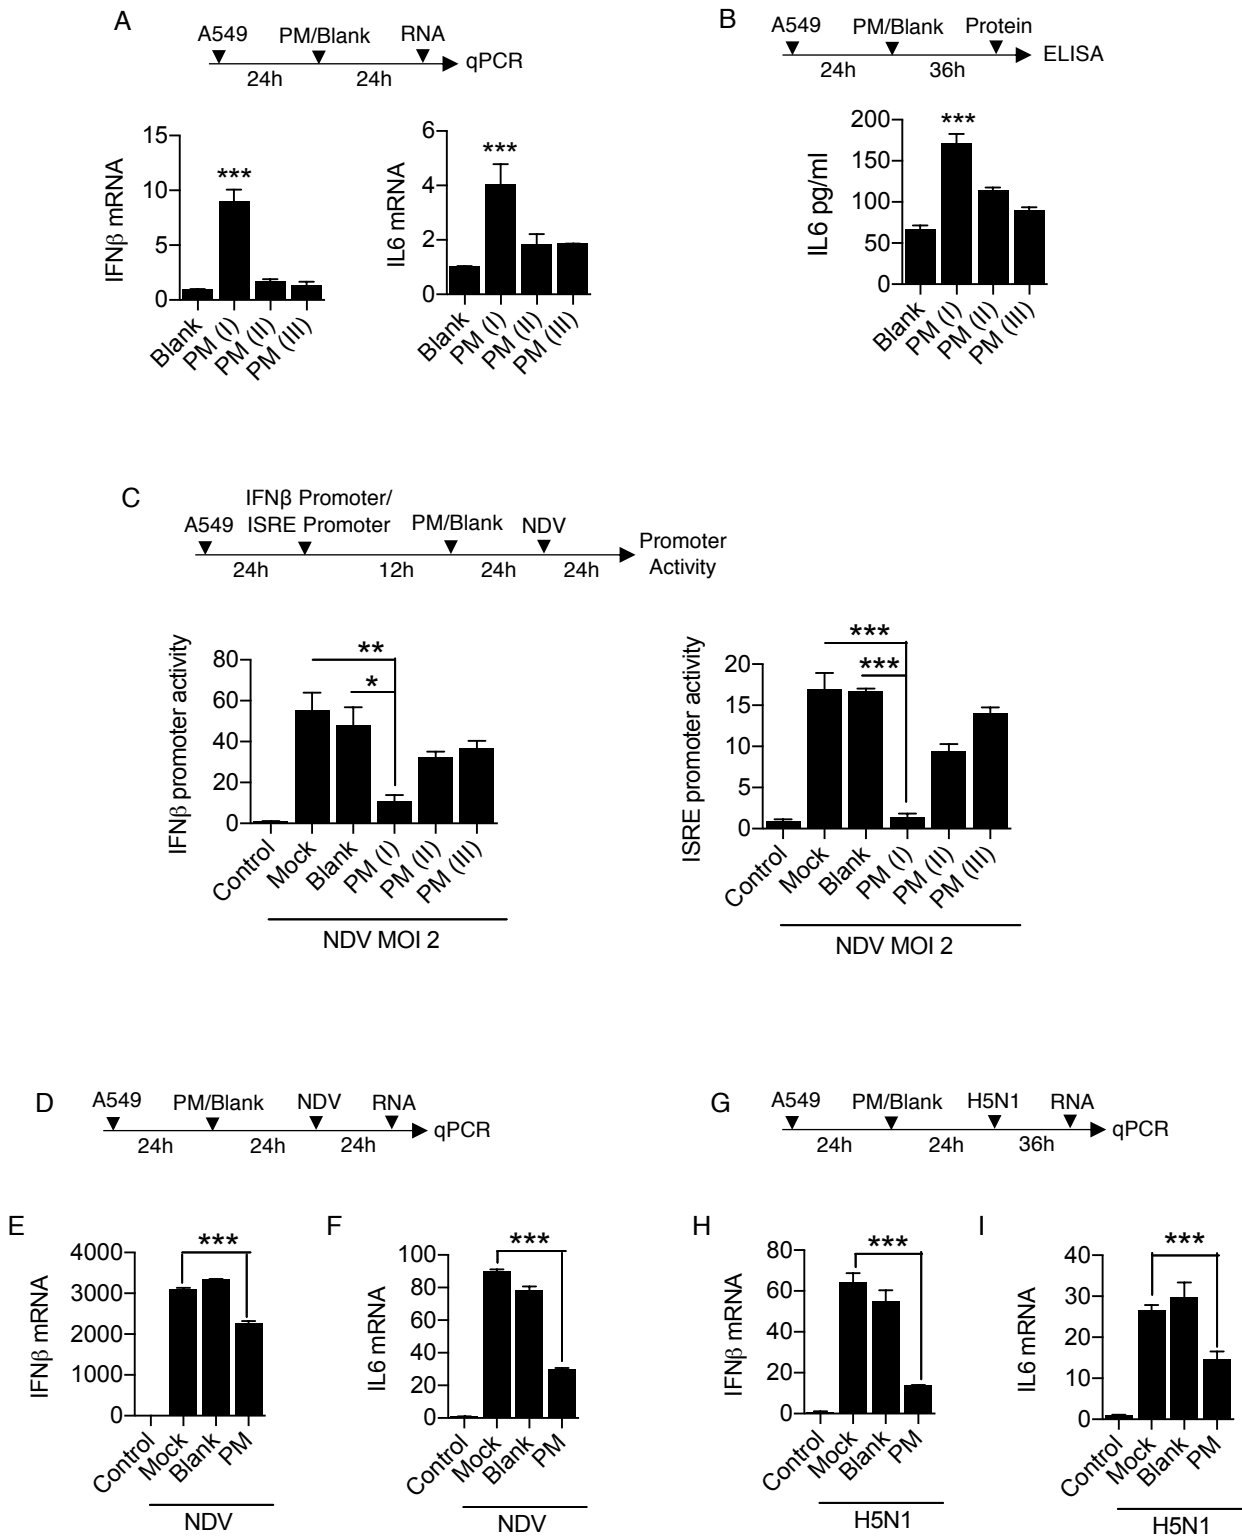 A
A549 PM/Blank RNA
qPCR
24h 24h
IFNβ mRNA
15
10
5
0
***
Blank
PM (I)
PM (II)
PM (III)
IL6 mRNA
6
4
2
0
***
Blank
PM (I)
PM (II)
PM (III)
B
A549 PM/Blank Protein
ELISA
24h 36h
IL6 pg/ml
200
150
100
50
0
***
Blank
PM (I)
PM (II)
PM (III)
C
IFNβ Promoter/
A549 ISRE Promoter PM/Blank NDV
Promoter
Activity
24h 12h 24h 24h
IFNβ promoter activity
80
60
40
20
0
**
*
Control
Mock
Blank
PM (I)
PM (II)
PM (III)
NDV MOI 2
ISRE promoter activity
20
15
10
5
0
***
***
Control
Mock
Blank
PM (I)
PM (II)
PM (III)
NDV MOI 2
D
A549 PM/Blank NDV RNA
qPCR
24h 24h 24h
E
IFNβ mRNA
4000
3000
2000
1000
0
***
Control
Mock
Blank
PM
NDV
F
IL6 mRNA
100
80
60
40
20
0
***
Control
Mock
Blank
PM
NDV
G
A549 PM/Blank H5N1 RNA
qPCR
24h 24h 36h
H
IFNβ mRNA
80
60
40
20
0
***
Control
Mock
Blank
PM
H5N1
I
IL6 mRNA
40
30
20
10
0
***
Control
Mock
Blank
PM
H5N1